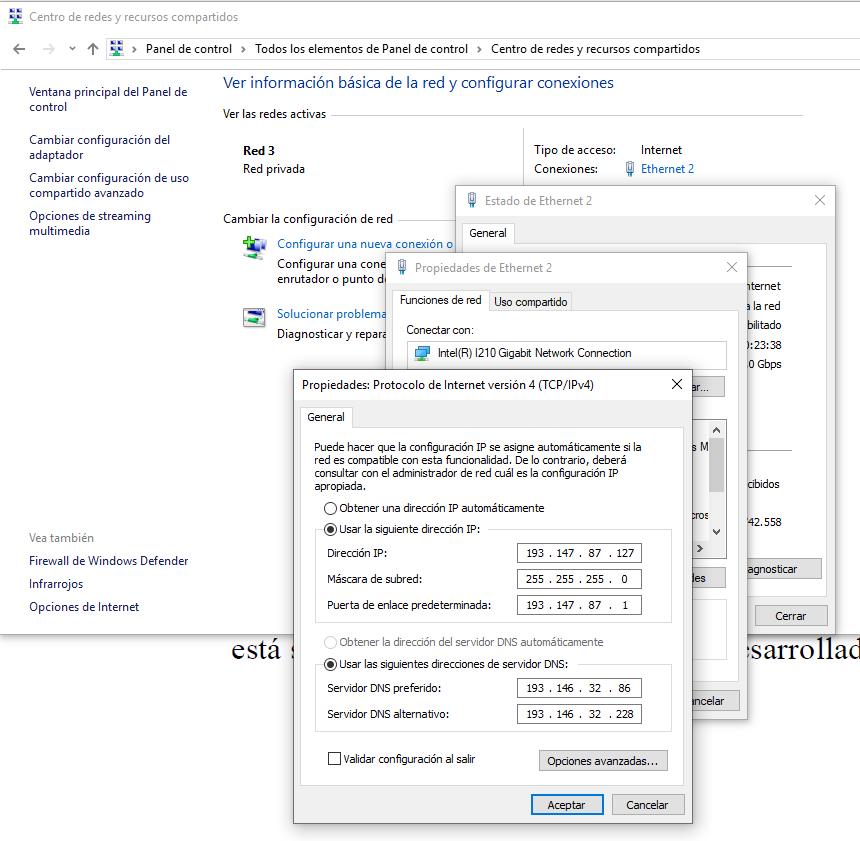 Centro de redes y recursos compartidos
Panel de control > Todos los elementos de Panel de control > Centro de redes y recursos compartidos
Ventana principal del Panel de
control
Cambiar configuración del
adaptador
Cambiar configuración de uso
compartido avanzado
Opciones de streaming
multimedia
Vea también
Firewall de Windows Defender
Infrarrojos
Opciones de Internet
Ver información básica de la red y configurar conexiones
Ver las redes activas
Red 3
Red privada
Tipo de acceso: Internet
Conexiones: Ethernet 2
Cambiar la configuración de red
Configurar una nueva conexión o
Configurar una cone
enrutador o punto de
Solucionar problema
Diagnosticar y repara
Estado de Ethernet 2
General
nternet
a la red
bilitado
:23:38
0 Gbps
cibidos
742.558
agnosticar
Cerrar
Propiedades de Ethernet 2
Funciones de red Uso compartido
Conectar con:
Intel(R) I210 Gigabit Network Connection
ar...
s M
cros
les
ancelar
Propiedades: Protocolo de Internet versión 4 (TCP/IPv4)
General
Puede hacer que la configuración IP se asigne automáticamente si la
red es compatible con esta funcionalidad. De lo contrario, deberá
consultar con el administrador de red cuál es la configuración IP
apropiada.
Obtener una dirección IP automáticamente
Usar la siguiente dirección IP:
Dirección IP: 193 . 147 . 87 . 127
Máscara de subred: 255 . 255 . 255 . 0
Puerta de enlace predeterminada: 193 . 147 . 87 . 1
Obtener la dirección del servidor DNS automáticamente
Usar las siguientes direcciones de servidor DNS:
Servidor DNS preferido: 193 . 146 . 32 . 86
Servidor DNS alternativo: 193 . 146 . 32 . 228
Validar configuración al salir
Opciones avanzadas...
Aceptar Cancelar
está s
esarrollad